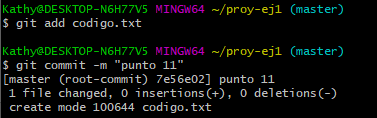 Kathy@DESKTOP-N6H77V5 MINGW64 ~/proy-ej1 (master)
$ git add codigo.txt
Kathy@DESKTOP-N6H77V5 MINGW64 ~/proy-ej1 (master)
$ git commit -m "punto 11"
[master (root-commit) 7e56e02] punto 11
 1 file changed, 0 insertions(+), 0 deletions(-)
 create mode 100644 codigo.txt